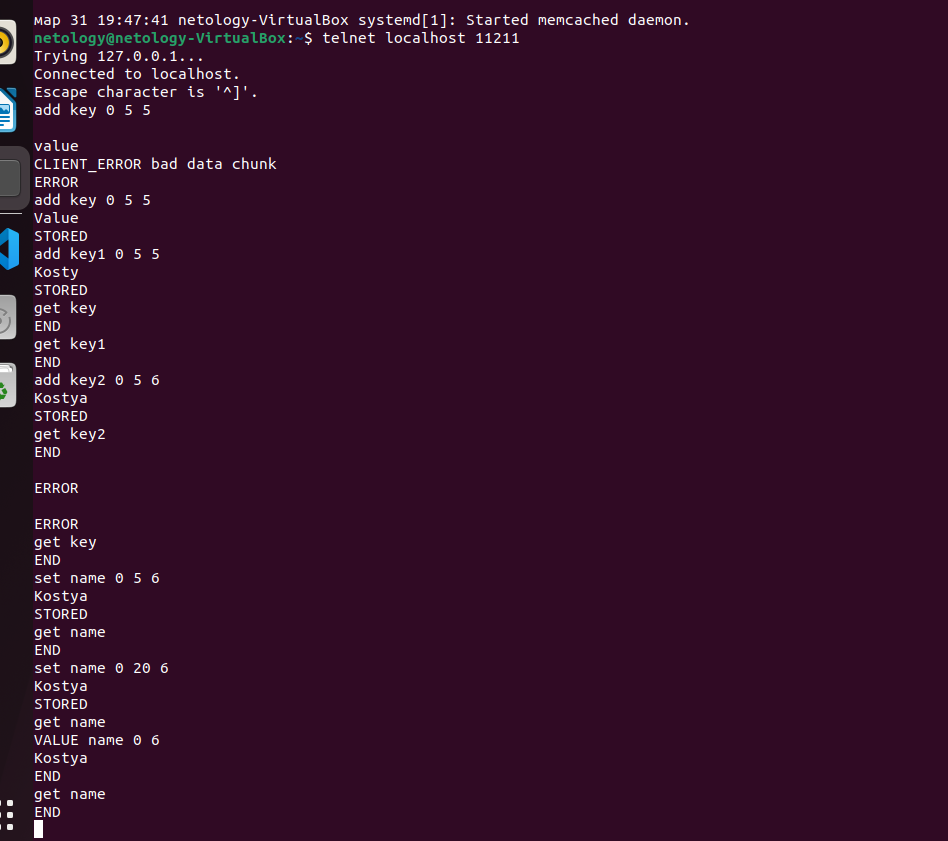 мар 31 19:47:41 netology-VirtualBox systemd[1]: Started memcached daemon.
netology@netology-VirtualBox:~$ telnet localhost 11211
Trying 127.0.0.1...
Connected to localhost.
Escape character is '^]'.
add key 0 5 5
value
CLIENT_ERROR bad data chunk
ERROR
add key 0 5 5
Value
STORED
add key1 0 5 5
Kosty
STORED
get key
END
get key1
END
add key2 0 5 6
Kostya
STORED
get key2
END
ERROR
ERROR
get key
END
set name 0 5 6
Kostya
STORED
get name
END
set name 0 20 6
Kostya
STORED
get name
VALUE name 0 6
Kostya
END
get name
END